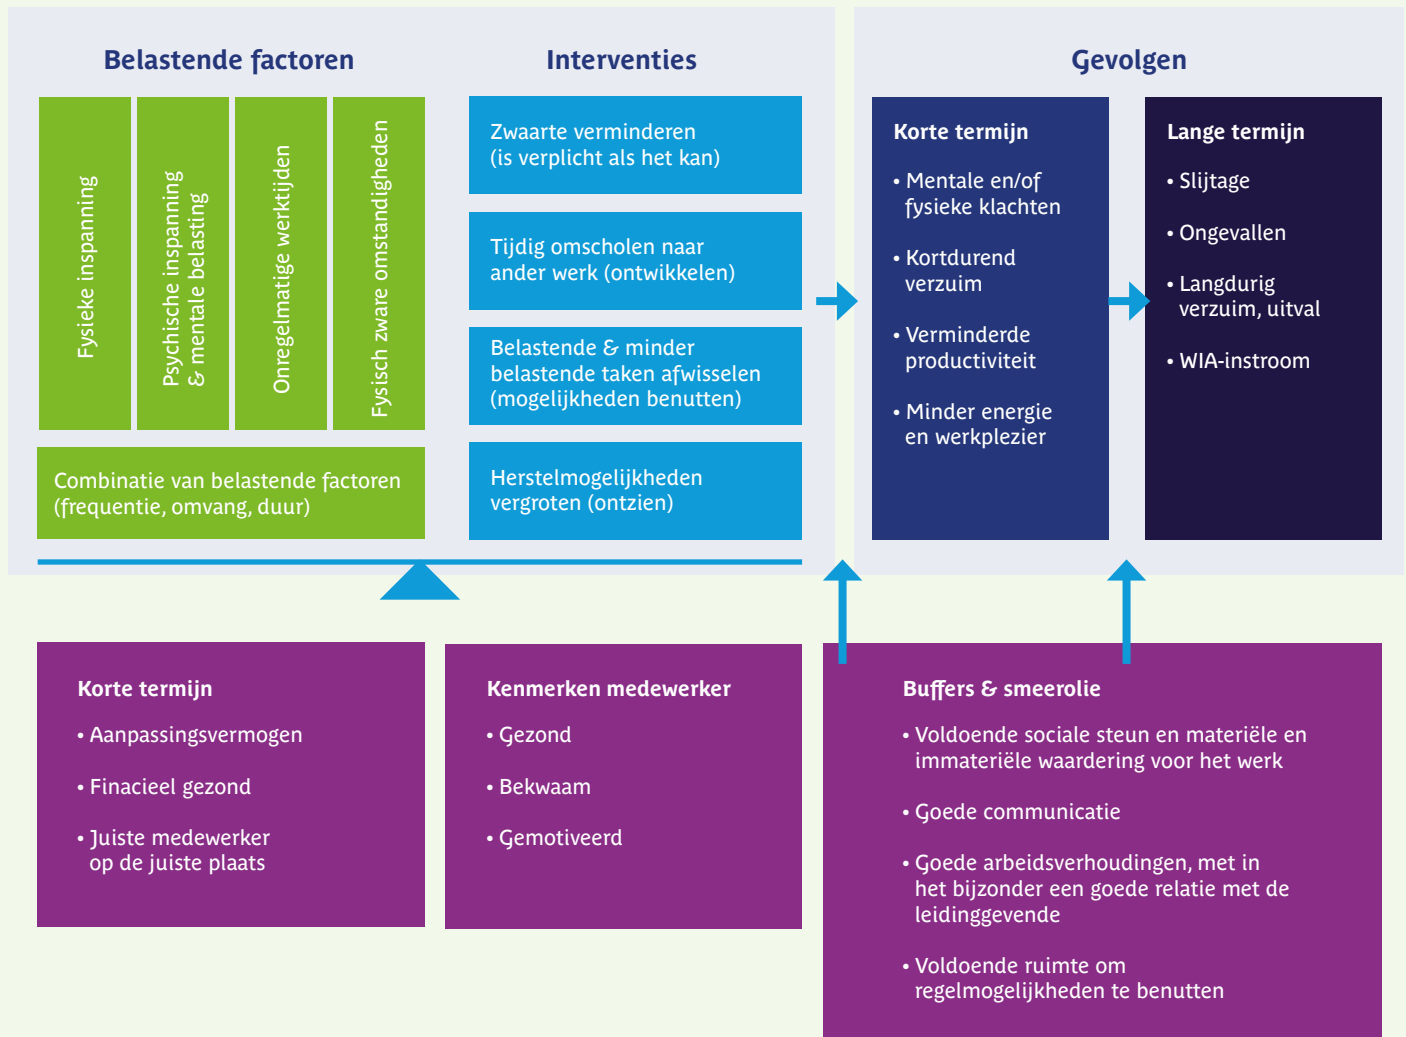 Belastende factoren
Fysieke inspanning
Psychische inspanning
& mentale belasting
Onregelmatige werktijden
Fysisch zware omstandigheden
Combinatie van belastende factoren
(frequentie, omvang, duur)
Interventies
Zwaarte verminderen
(is verplicht als het kan)
Tijdig omscholen naar
ander werk (ontwikkelen)
Belastende & minder
belastende taken afwisselen
(mogelijkheden benutten)
Herstelmogelijkheden
vergroten (ontzien)
Gevolgen
Korte termijn
• Mentale en/of
fysieke klachten
• Kortdurend
verzuim
• Verminderde
productiviteit
• Minder energie
en werkplezier
Lange termijn
• Slijtage
• Ongevallen
• Langdurig
verzuim, uitval
• WIA-instroom
Korte termijn
• Aanpassingsvermogen
• Finacieel gezond
• Juiste medewerker
op de juiste plaats
Kenmerken medewerker
• Gezond
• Bekwaam
• Gemotiveerd
Buffers & smeerolie
• Voldoende sociale steun en materiële en
immateriële waardering voor het werk
• Goede communicatie
• Goede arbeidsverhoudingen, met in
het bijzonder een goede relatie met de
leidinggevende
• Voldoende ruimte om
regelmogelijkheden te benutten